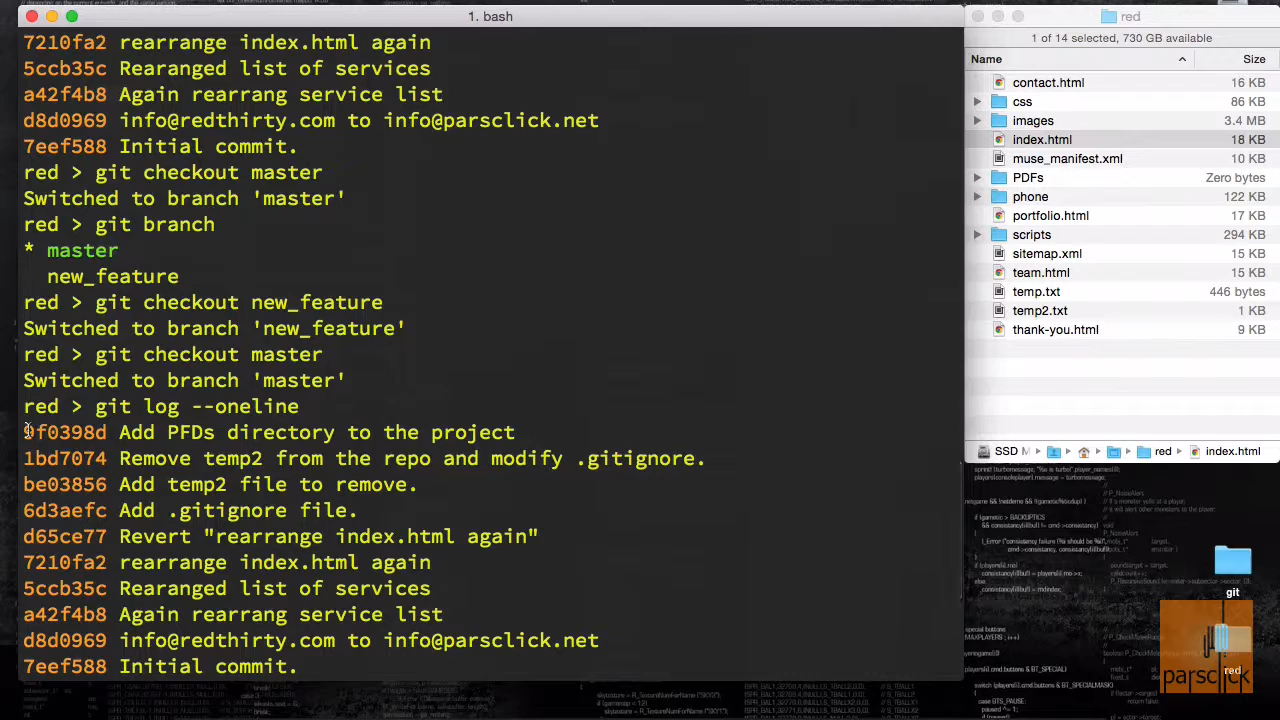 1. bash
7210fa2 rearrange index.html again
5ccb35c Rearanged list of services
a42f4b8 Again rearrang service list
d8d0969 info@redthirty.com to info@parsclick.net
7eef588 Initial commit.
red > git checkout master
Switched to branch 'master'
red > git branch
* master
new_feature
red > git checkout new_feature
Switched to branch 'new_feature'
red > git checkout master
Switched to branch 'master'
red > git log --oneline
9f0398d Add PFDs directory to the project
1bd7074 Remove temp2 from the repo and modify .gitignore.
be03856 Add temp2 file to remove.
6d3aefc Add .gitignore file.
d65ce77 Revert "rearrange index.html again"
7210fa2 rearrange index.html again
5ccb35c Rearanged list of services
a42f4b8 Again rearrang service list
d8d0969 info@redthirty.com to info@parsclick.net
7eef588 Initial commit.
red
1 of 14 selected, 730 GB available
Name Size
contact.html 16 KB
css 86 KB
images 3.4 MB
index.html 18 KB
muse_manifest.xml 10 KB
PDFs Zero bytes
phone 122 KB
portfolio.html 17 KB
scripts 294 KB
sitemap.xml 15 KB
team.html 15 KB
temp.txt 446 bytes
temp2.txt 1 KB
thank-you.html 9 KB
SSD M red index.html
git
red
parsclick